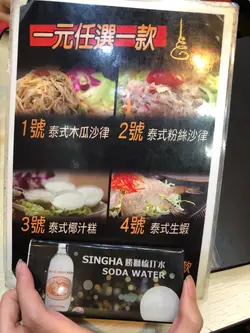 一元任選一款
1號 泰式木瓜沙律
2號 泰式粉絲沙律
3號 泰式椰汁糕
4號 泰式生蝦
款
SINGHA 勝獅梳打水
SODA WATER